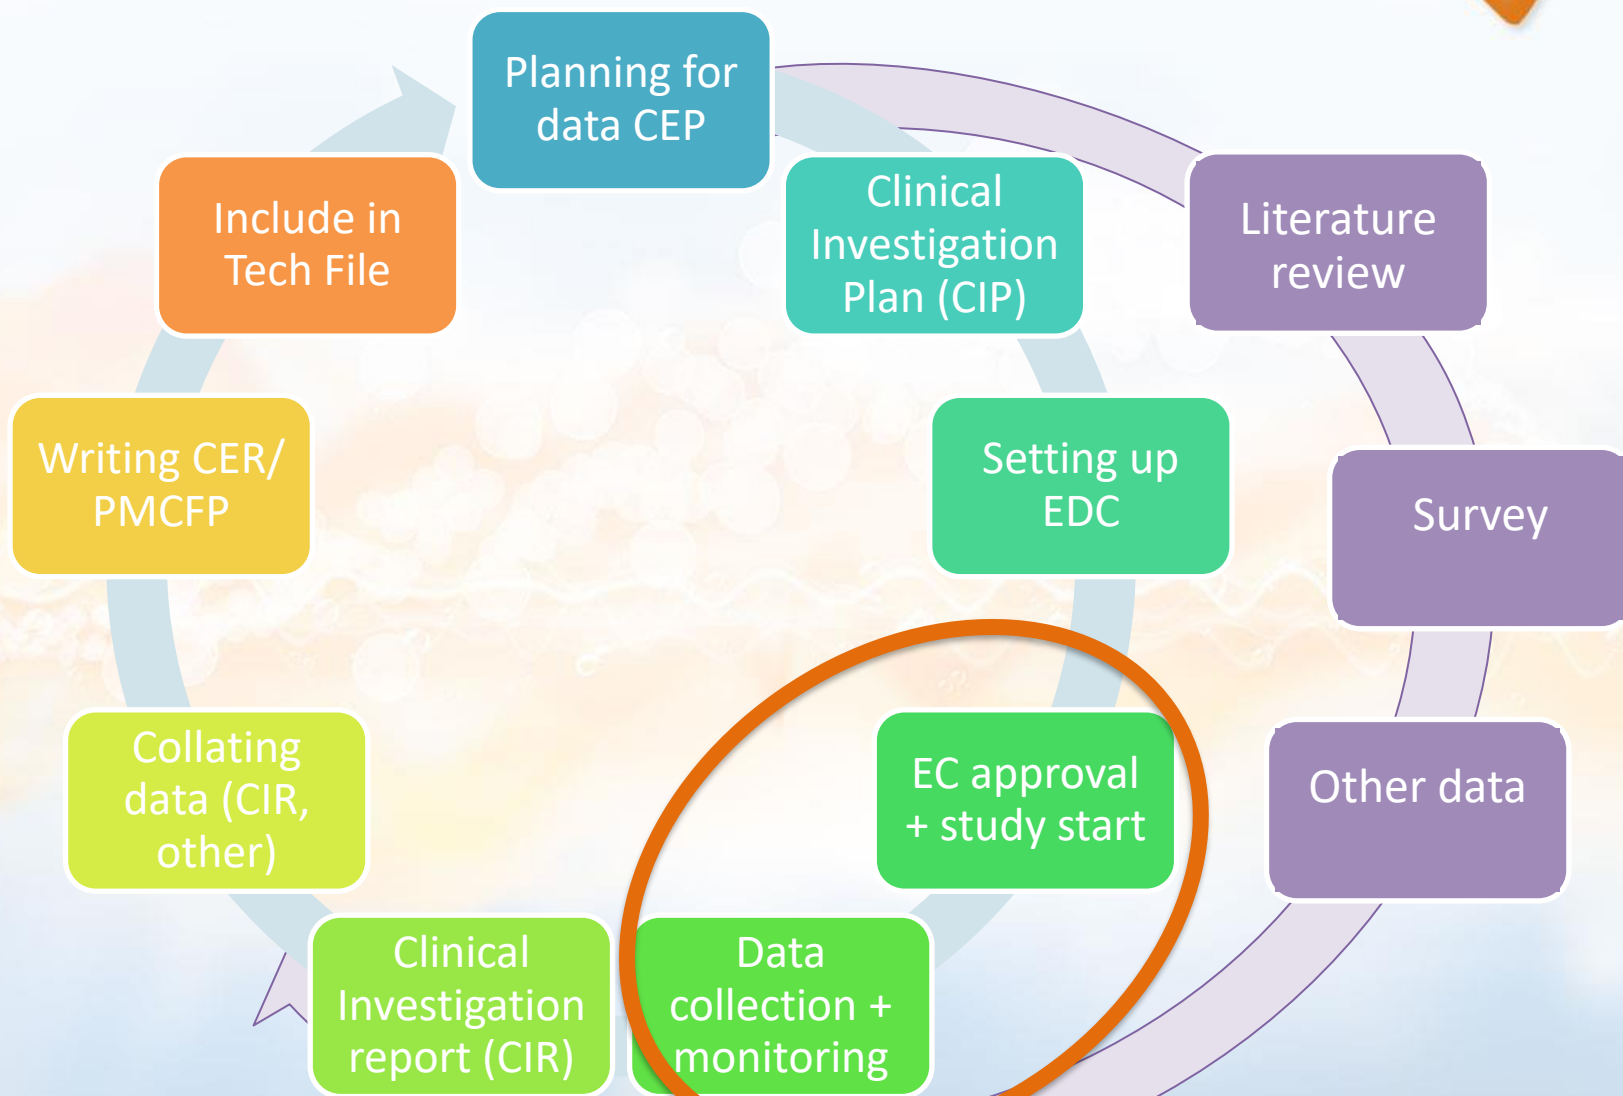 Planning for
data CEP
Clinical
Investigation
Plan (CIP)
Literature
review
Setting up
EDC
Survey
EC approval
+ study start
Other data
Data
collection +
monitoring
Clinical
Investigation
report (CIR)
Collating
data (CIR,
other)
Writing CER/
PMCFP
Include in
Tech File